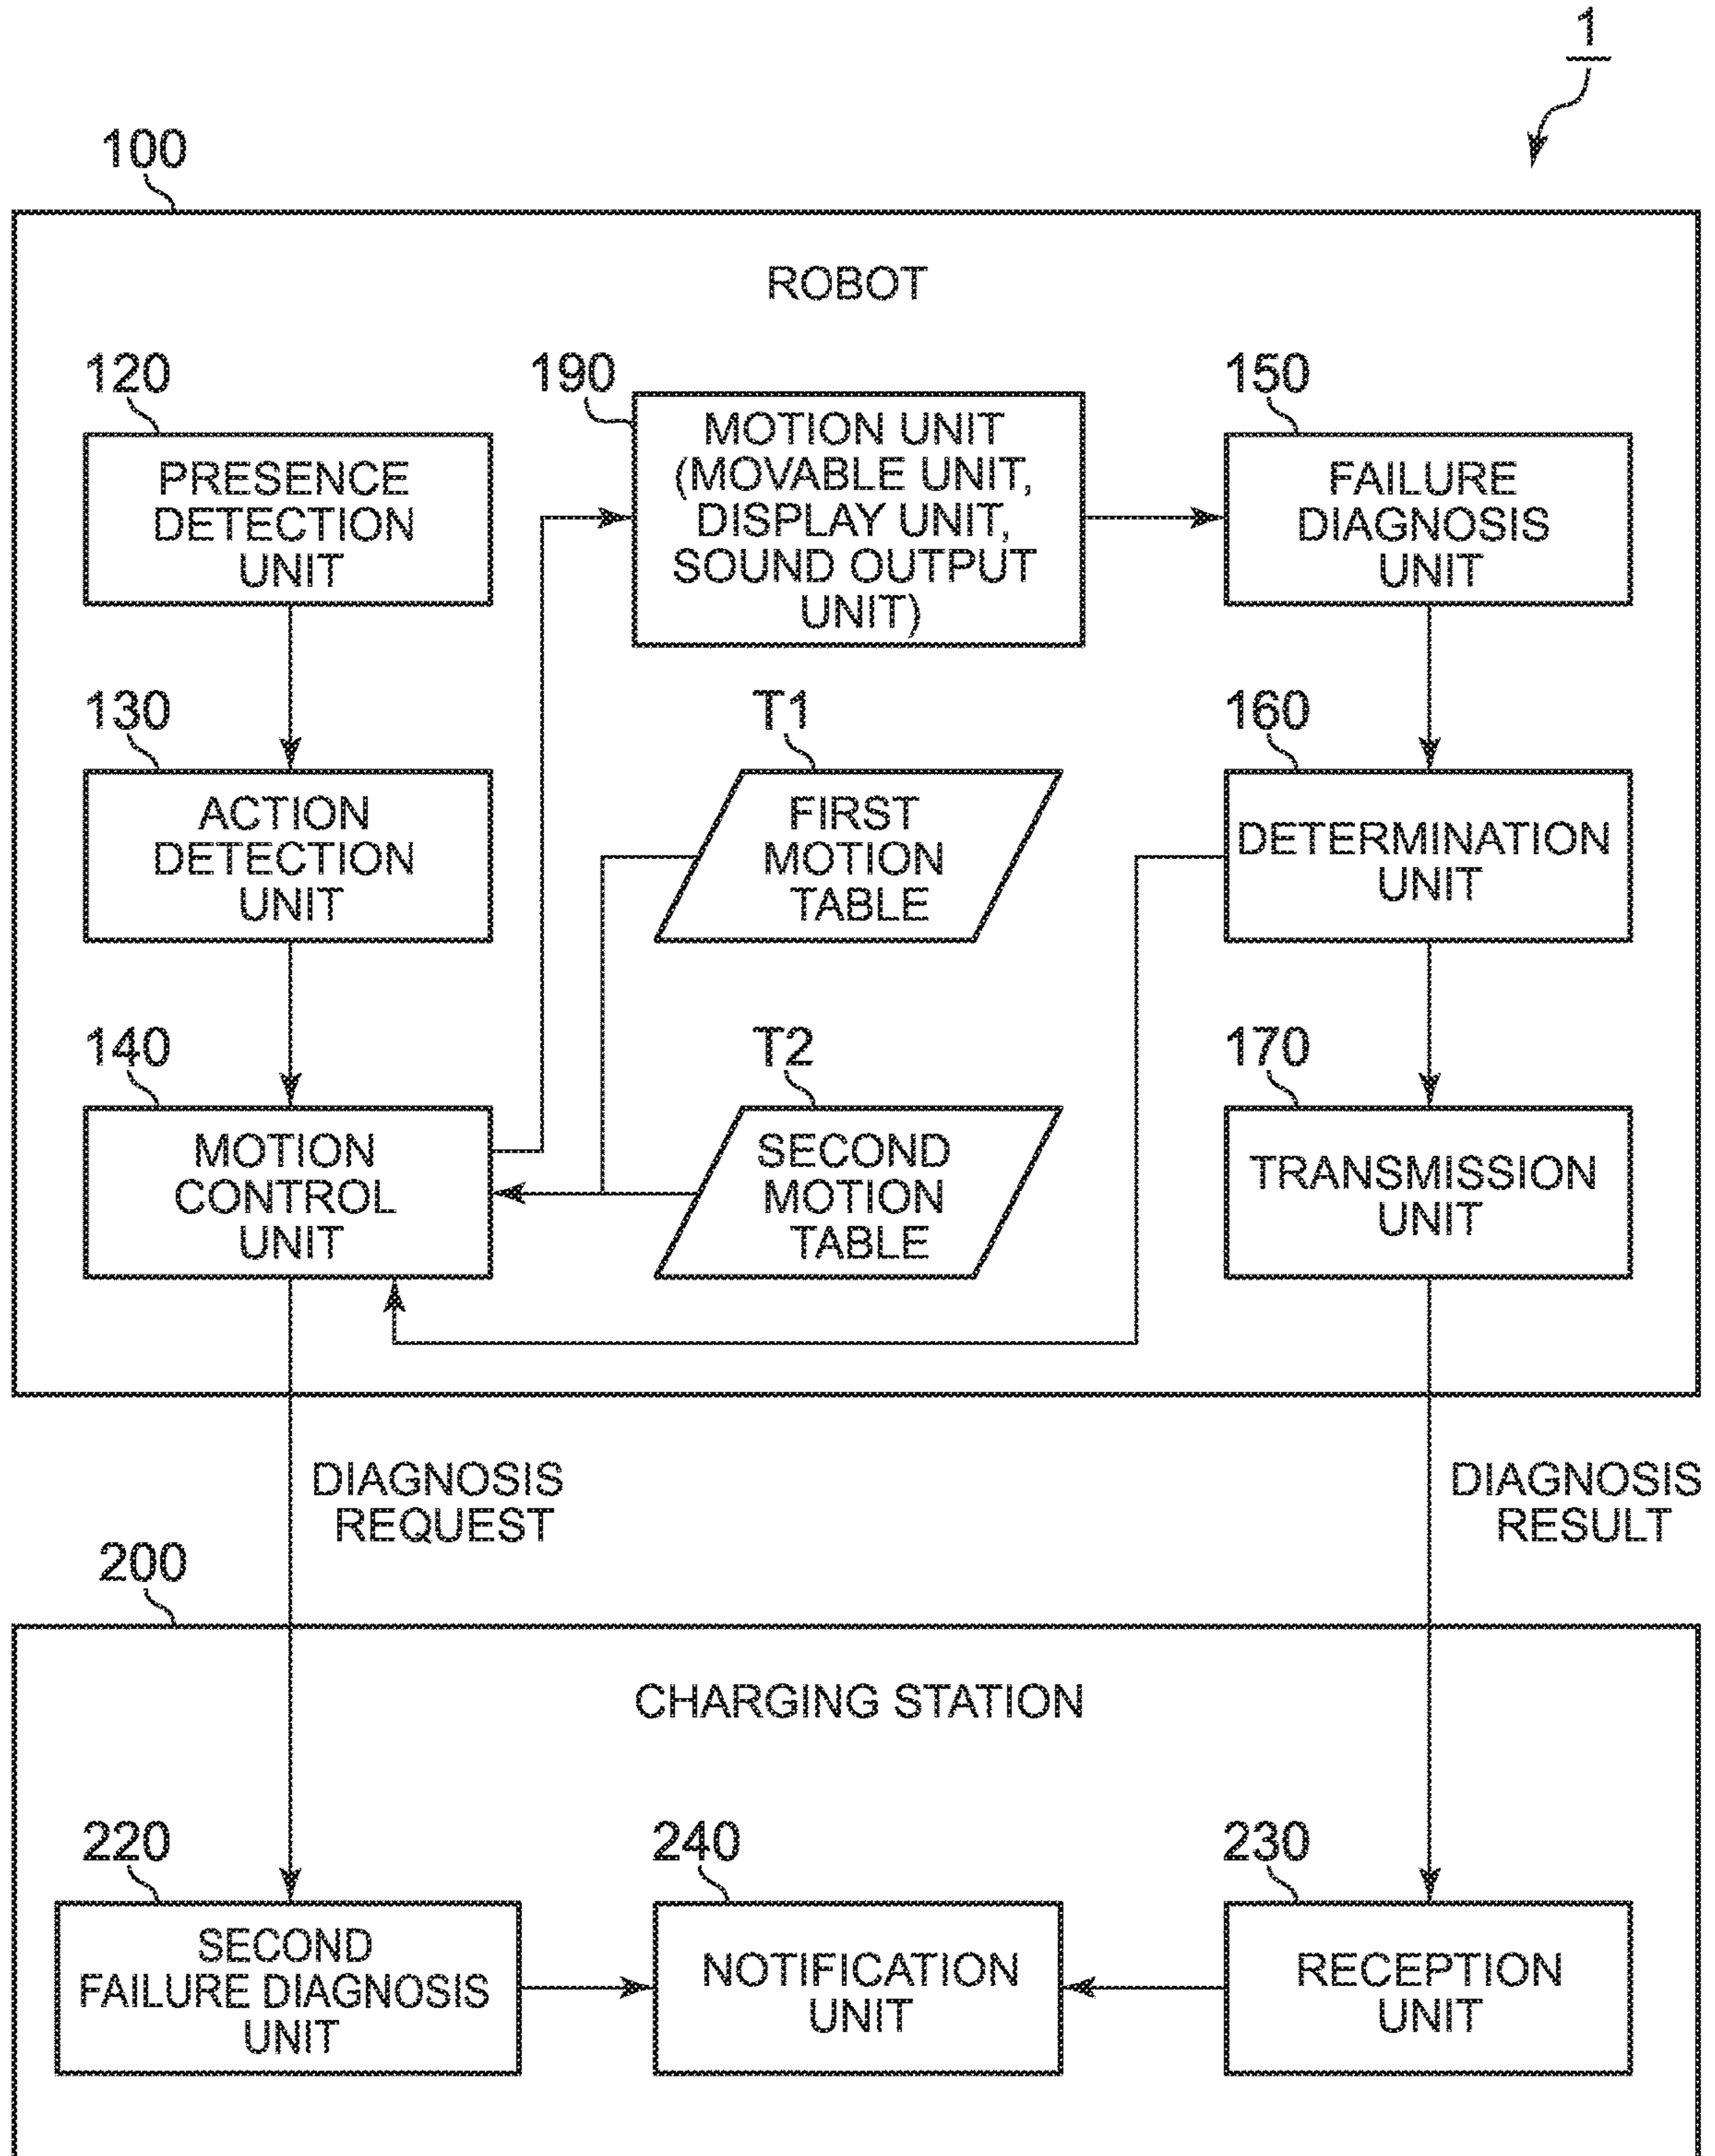 1
100
ROBOT
120
PRESENCE
DETECTION
UNIT
190
MOTION UNIT
(MOVABLE UNIT,
DISPLAY UNIT,
SOUND OUTPUT
UNIT)
150
FAILURE
DIAGNOSIS
UNIT
130
ACTION
DETECTION
UNIT
T1
FIRST
MOTION
TABLE
160
DETERMINATION
UNIT
140
MOTION
CONTROL
UNIT
T2
SECOND
MOTION
TABLE
170
TRANSMISSION
UNIT
DIAGNOSIS
REQUEST
DIAGNOSIS
RESULT
200
CHARGING STATION
220
SECOND
FAILURE DIAGNOSIS
UNIT
240
NOTIFICATION
UNIT
230
RECEPTION
UNIT